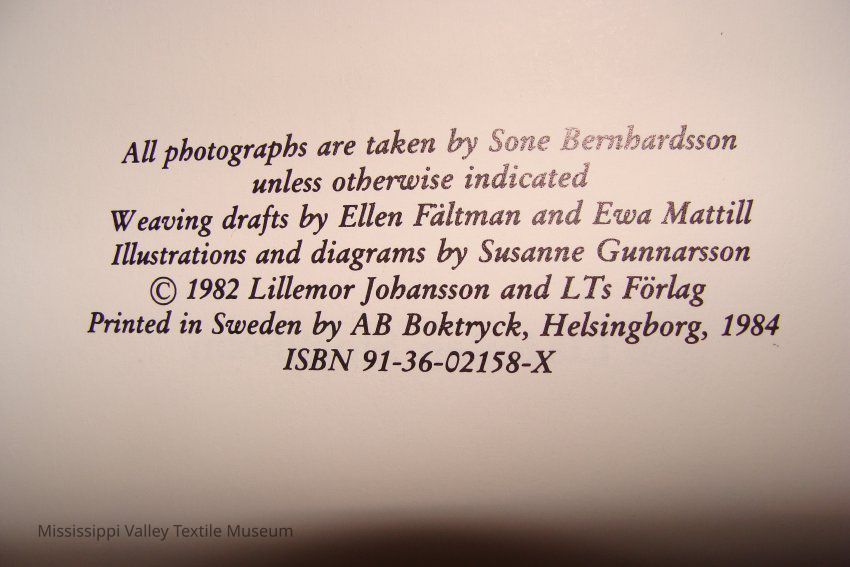 All photographs are taken by Sone Bernhardsson
unless otherwise indicated
Weaving drafts by Ellen Fältman and Ewa Mattill
Illustrations and diagrams by Susanne Gunnarsson
© 1982 Lillemor Johansson and LTs Förlag
Printed in Sweden by AB Boktryck, Helsingborg, 1984
ISBN 91-36-02158-X
Mississippi Valley Textile Museum